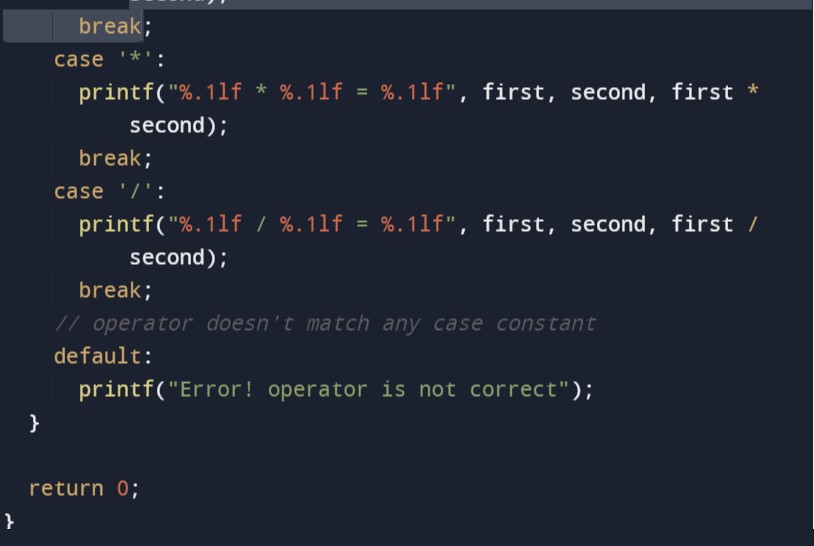 second);
break;
case '*':
printf("%.1lf * %.1lf = %.1lf", first, second, first *
second);
break;
case '/':
printf("%.1lf / %.1lf = %.1lf", first, second, first /
second);
break;
// operator doesn't match any case constant
default:
printf("Error! operator is not correct");
}
return 0;
}